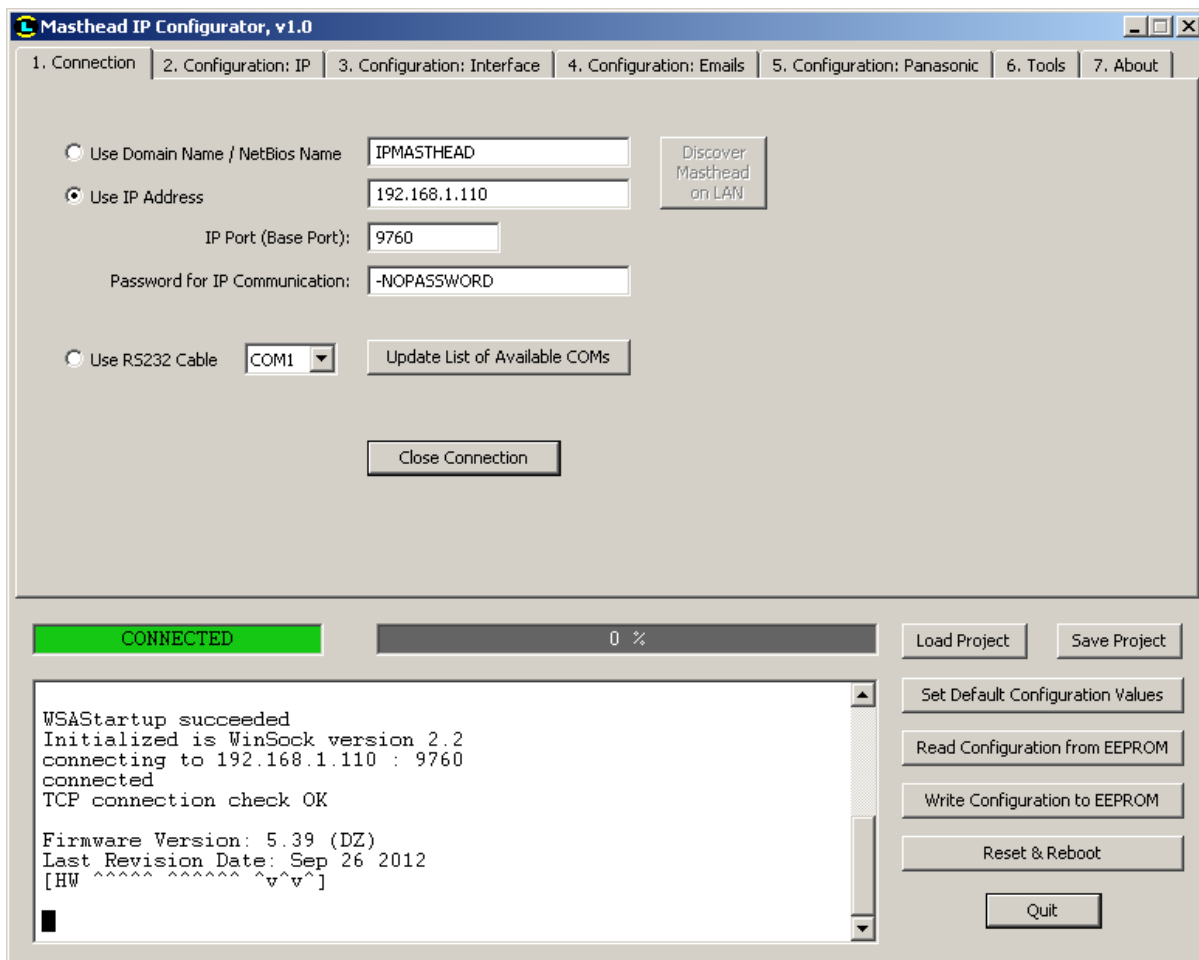 Masthead IP Configurator, v1.0
1. Connection 2. Configuration: IP 3. Configuration: Interface 4. Configuration: Emails 5. Configuration: Panasonic 6. Tools 7. About
Use Domain Name / NetBios Name IPMASTHEAD
Discover
Masthead
on LAN
Use IP Address 192.168.1.110
IP Port (Base Port): 9760
Password for IP Communication: -NOPASSWORD
Use RS232 Cable COM1 Update List of Available COMs
Close Connection
CONNECTED 0 % Load Project Save Project
WSAStartup succeeded
Initialized is WinSock version 2.2
connecting to 192.168.1.110 : 9760
connected
TCP connection check OK
Firmware Version: 5.39 (DZ)
Last Revision Date: Sep 26 2012
[HW ^^^^^ ^^^^^^ ^v^v^]
Set Default Configuration Values
Read Configuration from EEPROM
Write Configuration to EEPROM
Reset & Reboot
Quit